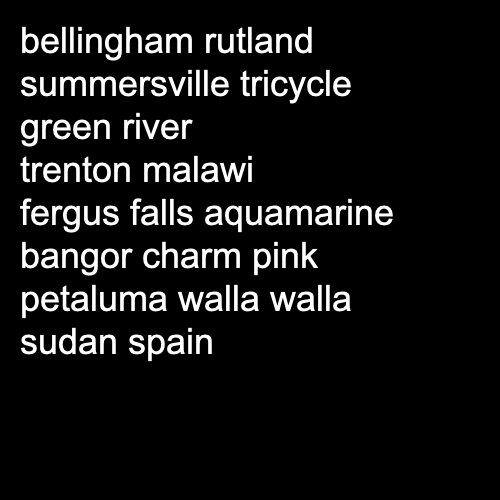 bellingham rutland
summersville tricycle
green river
trenton malawi
fergus falls aquamarine
bangor charm pink
petaluma walla walla
sudan spain